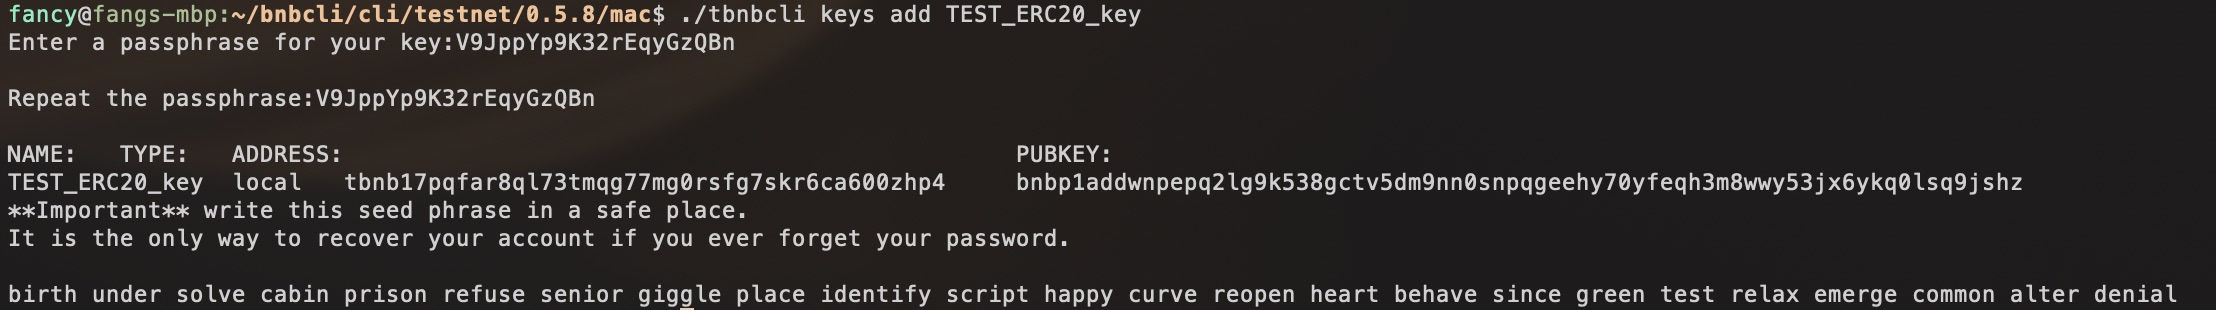 fancy@fangs-mbp:~/bnbcli/cli/testnet/0.5.8/mac$ ./tbnbcli keys add TEST_ERC20_key
Enter a passphrase for your key:V9JppYp9K32rEqyGzQBn
Repeat the passphrase:V9JppYp9K32rEqyGzQBn
NAME: TYPE: ADDRESS: PUBKEY:
TEST_ERC20_key local tbnb17pqfar8ql73tmqg77mg0rsfg7skr6ca600zhp4 bnbp1addwnpepq2lg9k538gctv5dm9nn0snpqgeehy70yfeqh3m8wwy53jx6ykq0lsq9jshz
**Important** write this seed phrase in a safe place.
It is the only way to recover your account if you ever forget your password.
birth under solve cabin prison refuse senior giggle place identify script happy curve reopen heart behave since green test relax emerge common alter denial